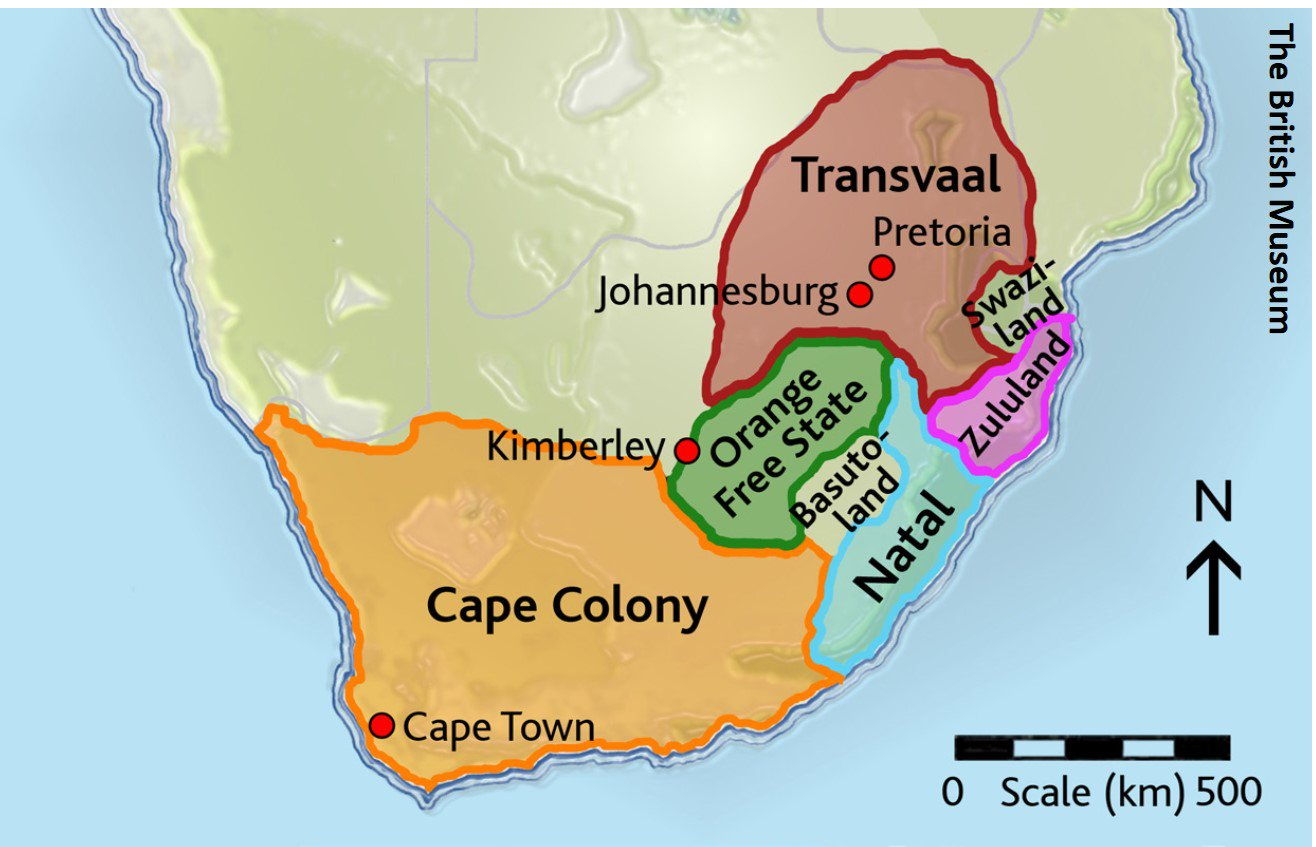 The British Museum
Transvaal
Pretoria
Johannesburg
Swazi-
land
Zululand
Orange
Free State
Kimberley
Basuto-
land
Natal
Cape Colony
Cape Town
N
0 Scale (km) 500